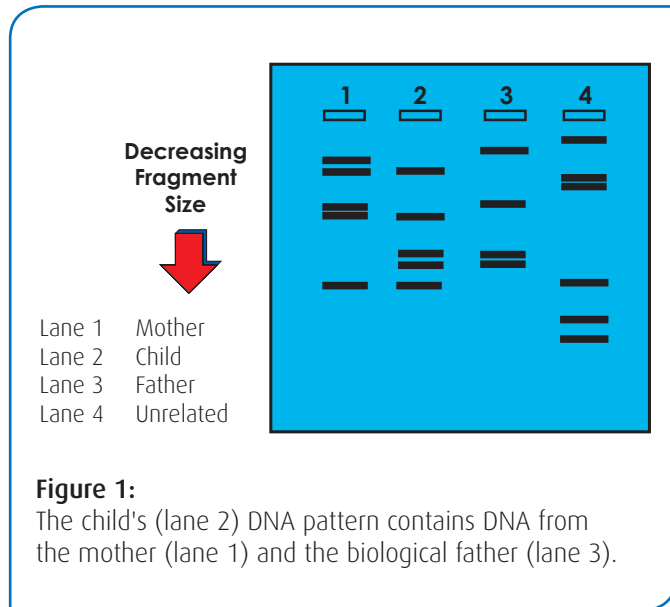 1 2 3 4
Decreasing
Fragment
Size
Lane 1 Mother
Lane 2 Child
Lane 3 Father
Lane 4 Unrelated
Figure 1:
The child's (lane 2) DNA pattern contains DNA from
the mother (lane 1) and the biological father (lane 3).